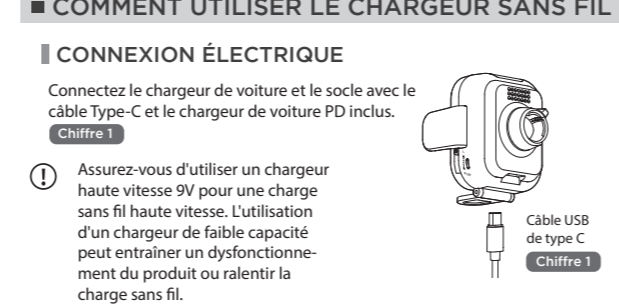 ■ COMMENT UTILISER LE CHARGEUR SANS FIL
CONNEXION ÉLECTRIQUE
Connectez le chargeur de voiture et le socle avec le
câble Type-C et le chargeur de voiture PD inclus.
Chiffre 1
! Assurez-vous d'utiliser un chargeur
haute vitesse 9V pour une charge
sans fil haute vitesse. L'utilisation
d'un chargeur de faible capacité
peut entraîner un dysfonctionne-
ment du produit ou ralentir la
charge sans fil.
Câble USB
de type C
Chiffre 1